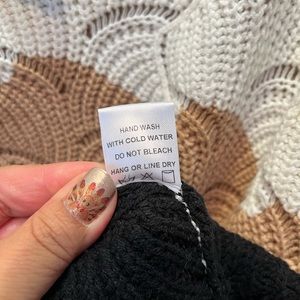 HAND WASH
WITH COLD WATER
DO NOT BLEACH
HANG OR LINE DRY